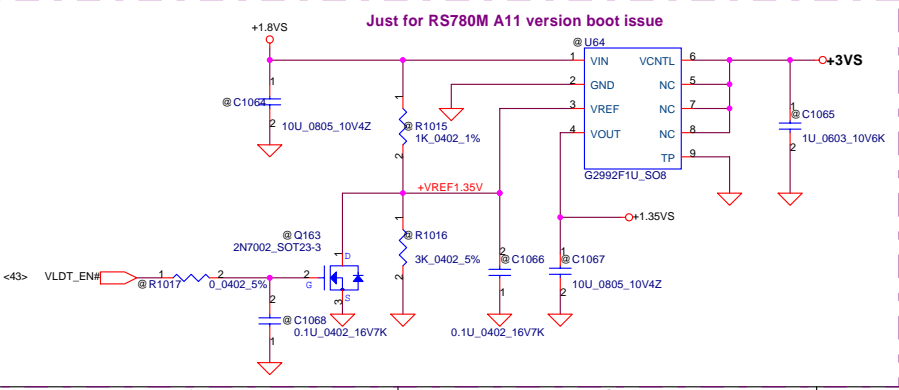 Just for RS780M A11 version boot issue
+1.8VS
@ U64
1 VIN VCNTL 6
+3VS
2 GND NC 5
3 VREF NC 7
4 VOUT NC 8
TP 9
G2992F1U_SO8
1
@ C1064
2 10U_0805_10V4Z
1
@ R1015
1K_0402_1%
2
1
@ C1065
1U_0603_10V6K
2
+VREF1.35V
+1.35VS
@ Q163
2N7002_SOT23-3
1 D
2 G
3 S
1
@ R1016
3K_0402_5%
2
2
@ C1066
1
0.1U_0402_16V7K
1
@ C1067
10U_0805_10V4Z
2
<43> VLDT_EN#
1 2
@ R1017 0_0402_5%
2
@ C1068
0.1U_0402_16V7K
1